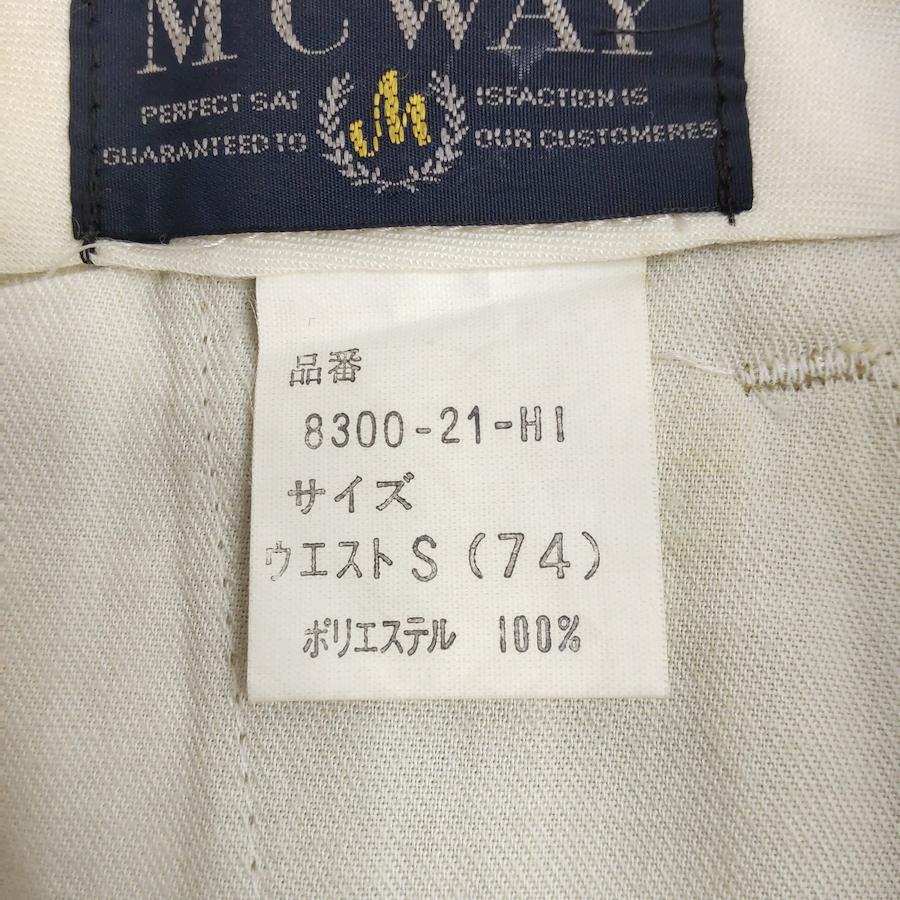 MCWAY
PERFECT SAT ISFACTION IS
GUARANTEED TO OUR CUSTOMERES
品番
8300-21-HI
サイズ
ウエストS(74)
ポリエステル 100%